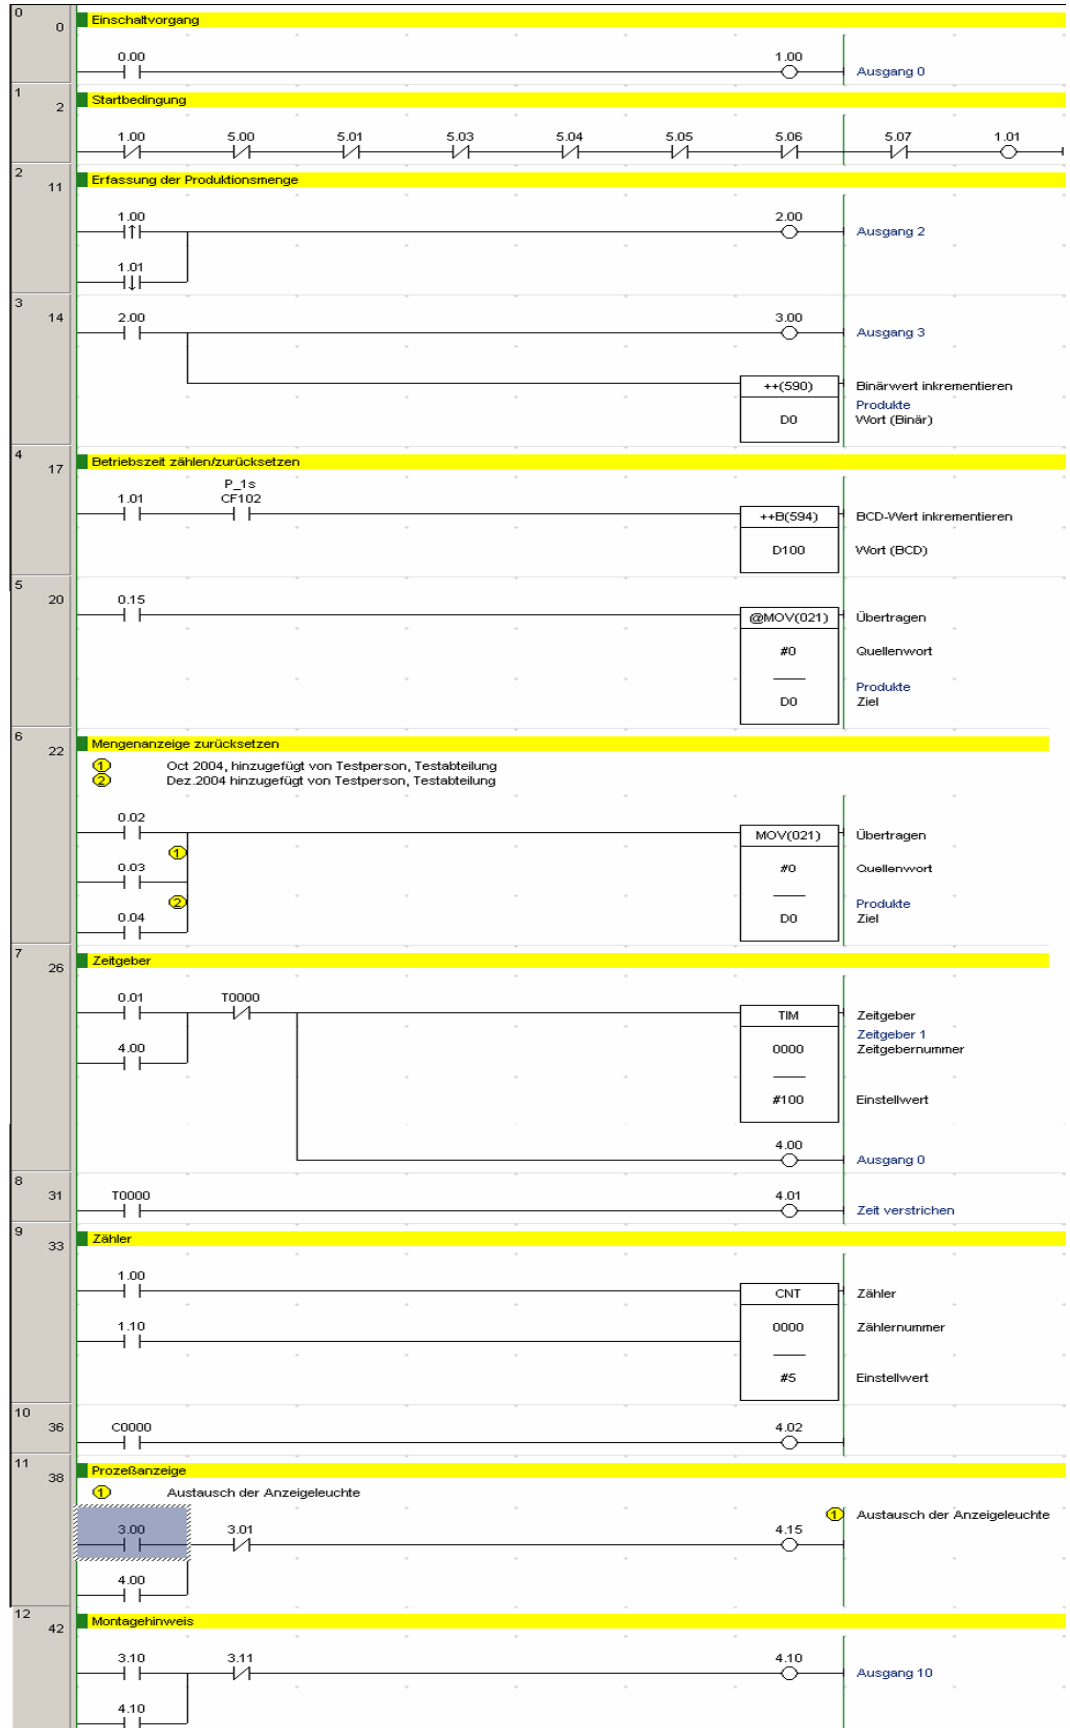 0 0 Einschaltvorgang
0.00 1.00
Ausgang 0
1 2 Startbedingung
1.00 5.00 5.01 5.03 5.04 5.05 5.06 5.07 1.01
2 11 Erfassung der Produktionsmenge
1.00 2.00
Ausgang 2
1.01
3 14 2.00 3.00
Ausgang 3
++(590) Binärwert inkrementieren
Produkte
D0 Wort (Binär)
4 17 Betriebszeit zählen/zurücksetzen
P_1s
1.01 CF102
++B(594) BCD-Wert inkrementieren
D100 Wort (BCD)
5 20 0.15
@MOV(021) Übertragen
#0 Quellenwort
Produkte
D0 Ziel
6 22 Mengenanzeige zurücksetzen
1 Oct 2004, hinzugefügt von Testperson, Testabteilung
2 Dez.2004 hinzugefügt von Testperson, Testabteilung
0.02
MOV(021) Übertragen
1
0.03 #0 Quellenwort
2 Produkte
0.04 D0 Ziel
7 26 Zeitgeber
0.01 T0000
TIM Zeitgeber
Zeitgeber 1
4.00 0000 Zeitgebernummer
#100 Einstellwert
4.00
Ausgang 0
8 31 T0000 4.01
Zeit verstrichen
9 33 Zähler
1.00
CNT Zähler
1.10 0000 Zählernummer
#5 Einstellwert
10 36 C0000 4.02
11 38 Prozeßanzeige
1 Austausch der Anzeigeleuchte
1 Austausch der Anzeigeleuchte
3.00 3.01 4.15
4.00
12 42 Montagehinweis
3.10 3.11 4.10
Ausgang 10
4.10